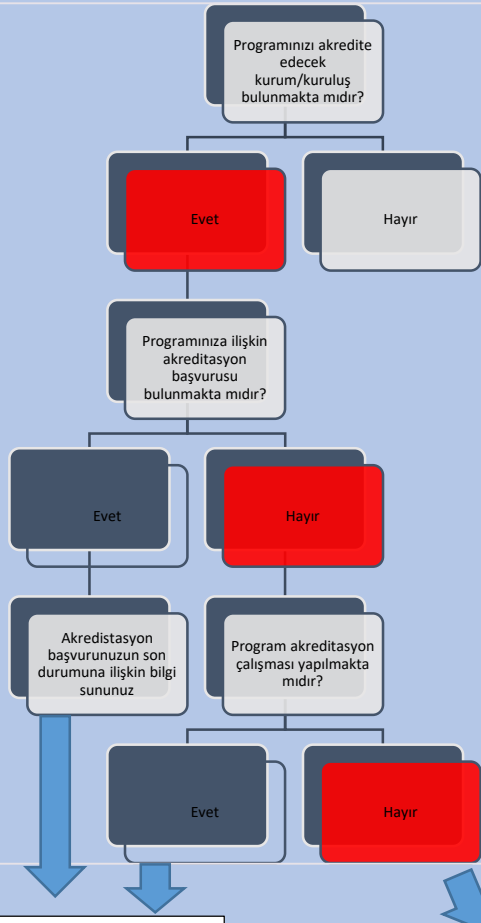 Programınızı akredite
edecek
kurum/kuruluş
bulunmakta mıdır?
Evet
Hayır
Programınıza ilişkin
akreditasyon
başvurusu
bulunmakta mıdır?
Evet
Hayır
Akredistasyon
başvurunuzun son
durumuna ilişkin bilgi
sununuz
Program akreditasyon
çalışması yapılmakta
mıdır?
Evet
Hayır